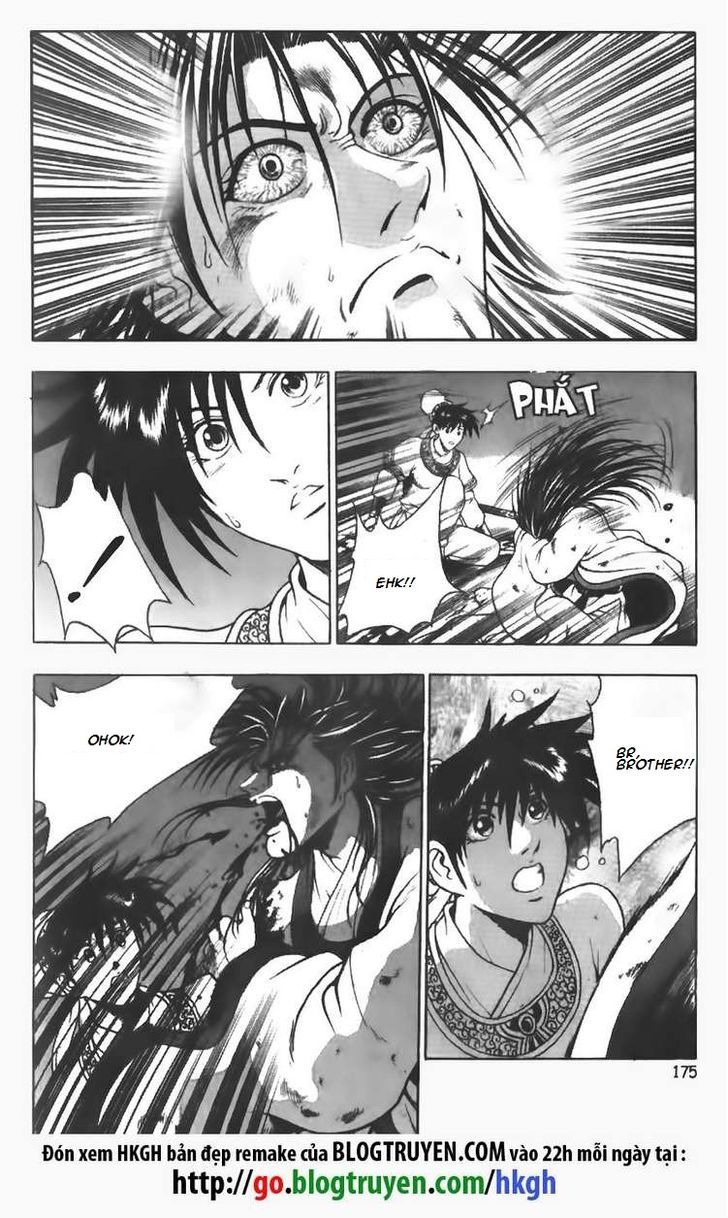 PHẮT
!
EHK!!
OHOK!
BR,
BROTHER!!
175
Đón xem HKGH bản đẹp remake của BLOGTRUYEN.COM vào 22h mỗi ngày tại :
http://go.blogtruyen.com/hkgh